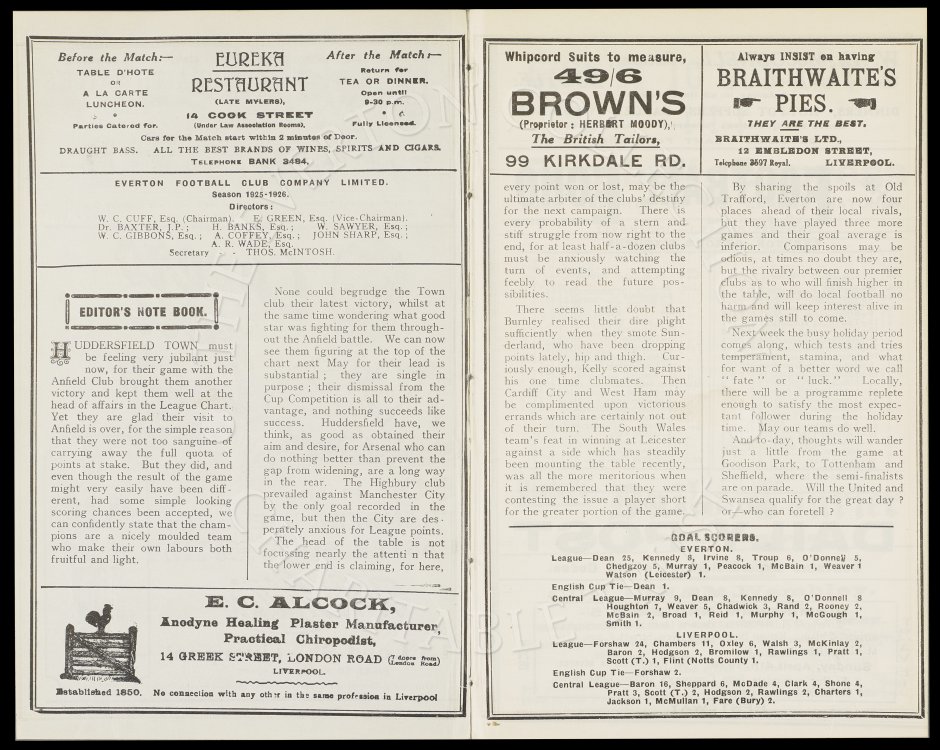 Before the Match:—
TABLE D'HOTE
OR
A LA CARTE
LUNCHEON.
Parties Catered for.
EUREKA
RESTAURANT
(LATE MYLERS),
14 COOK STREET
(Under Law Association Rooms),
After the Match:—
Return for
TEA OR DINNER.
Open until
9-30 p.m.
Fully Licensed.
Cars for the Match start within 2 minutes of Door.
DRAUGHT BASS. ALL THE BEST BRANDS OF WINES, SPIRITS AND CIGARS.
TELEPHONE BANK 3484.
EVERTON FOOTBALL CLUB COMPANY LIMITED.
Season 1925-1926.
Directors:
W. C. CUFF, Esq. (Chairman). E. GREEN, Esq. (Vice-Chairman).
Dr. BAXTER, J.P.; H. BANKS, Esq.; W. SAWYER, Esq.;
W. C. GIBBONS, Esq.; A. COFFEY, Esq.; JOHN SHARP, Esq.;
A. R. WADE, Esq.
Secretary - THOS. McINTOSH.
EDITOR'S NOTE BOOK.
HUDDERSFIELD TOWN must
be feeling very jubilant just
now, for their game with the
Anfield Club brought them another
victory and kept them well at the
head of affairs in the League Chart.
Yet they are glad their visit to
Anfield is over, for the simple reason
that they were not too sanguine of
carrying away the full quota of
points at stake. But they did, and
even though the result of the game
might very easily have been diff-
erent, had some simple looking
scoring chances been accepted, we
can confidently state that the cham-
pions are a nicely moulded team
who make their own labours both
fruitful and light.
None could begrudge the Town
club their latest victory, whilst at
the same time wondering what good
star was fighting for them through-
out the Anfield battle. We can now
see them figuring at the top of the
chart next May for their lead is
substantial; they are single in
purpose; their dismissal from the
Cup Competition is all to their ad-
vantage, and nothing succeeds like
success. Huddersfield have, we
think, as good as obtained their
aim and desire, for Arsenal who can
do nothing better than prevent the
gap from widening, are a long way
in the rear. The Highbury club
prevailed against Manchester City
by the only goal recorded in the
game, but then the City are des-
perately anxious for League points.
The head of the table is not
focussing nearly the attenti n that
the lower end is claiming, for here,
E. C. ALCOCK,
Anodyne Healing Plaster Manufacturer,
Practical Chiropodist,
14 GREEK STREET, LONDON ROAD (7 doors from London Road)
LIVERPOOL.
Established 1850. No connection with any other in the same profession in Liverpool
Whipcord Suits to measure,
49/6
BROWN'S
(Proprietor: HERBERT MOODY),
The British Tailors,
99 KIRKDALE RD.
Always INSIST on having
BRAITHWAITE'S
PIES.
THEY ARE THE BEST.
BRAITHWAITE'S LTD.,
12 EMBLEDON STREET,
Telephone 3597 Royal. LIVERPOOL.
every point won or lost, may be the
ultimate arbiter of the clubs' destiny
for the next campaign. There is
every probability of a stern and
stiff struggle from now right to the
end, for at least half-a-dozen clubs
must be anxiously watching the
turn of events, and attempting
feebly to read the future pos-
sibilities.
There seems little doubt that
Burnley realised their dire plight
sufficiently when they smote Sun-
derland, who have been dropping
points lately, hip and thigh. Cur-
iously enough, Kelly scored against
his one time clubmates. Then
Cardiff City and West Ham may
be complimented upon victorious
errands which are certainly not out
of their turn. The South Wales
team's feat in winning at Leicester
against a side which has steadily
been mounting the table recently,
was all the more meritorious when
it is remembered that they were
contesting the issue a player short
for the greater portion of the game.
By sharing the spoils at Old
Trafford, Everton are now four
places ahead of their local rivals,
but they have played three more
games and their goal average is
inferior. Comparisons may be
odious, at times no doubt they are,
but the rivalry between our premier
clubs as to who will finish higher in
the table, will do local football no
harm and will keep interest alive in
the games still to come.
Next week the busy holiday period
comes along, which tests and tries
temperament, stamina, and what
for want of a better word we call
"fate" or "luck." Locally,
there will be a programme replete
enough to satisfy the most expec-
tant follower during the holiday
time. May our teams do well.
And to-day, thoughts will wander
just a little from the game at
Goodison Park, to Tottenham and
Sheffield, where the semi-finalists
are on parade. Will the United and
Swansea qualify for the great day?
or—who can foretell?
GOAL SCORERS.
EVERTON.
League—Dean 25, Kennedy 8, Irvine 8, Troup 6, O'Donnell 5,
Chedgzoy 5, Murray 1, Peacock 1, McBain 1, Weaver 1
Watson (Leicester) 1.
English Cup Tie—Dean 1.
Central League—Murray 9, Dean 8, Kennedy 8, O'Donnell 8
Houghton 7, Weaver 5, Chadwick 3, Rand 2, Rooney 2,
McBain 2, Broad 1, Reid 1, Murphy 1, McGough 1,
Smith 1.
LIVERPOOL.
League—Forshaw 24, Chambers 11, Oxley 6, Walsh 3, McKinlay 2,
Baron 2, Hodgson 2, Bromilow 1, Rawlings 1, Pratt 1,
Scott (T.) 1, Flint (Notts County) 1.
English Cup Tie—Forshaw 2.
Central League—Baron 16, Sheppard 6, McDade 4, Clark 4, Shone 4,
Pratt 3, Scott (T.) 2, Hodgson 2, Rawlings 2, Charters 1,
Jackson 1, McMullan 1, Fare (Bury) 2.